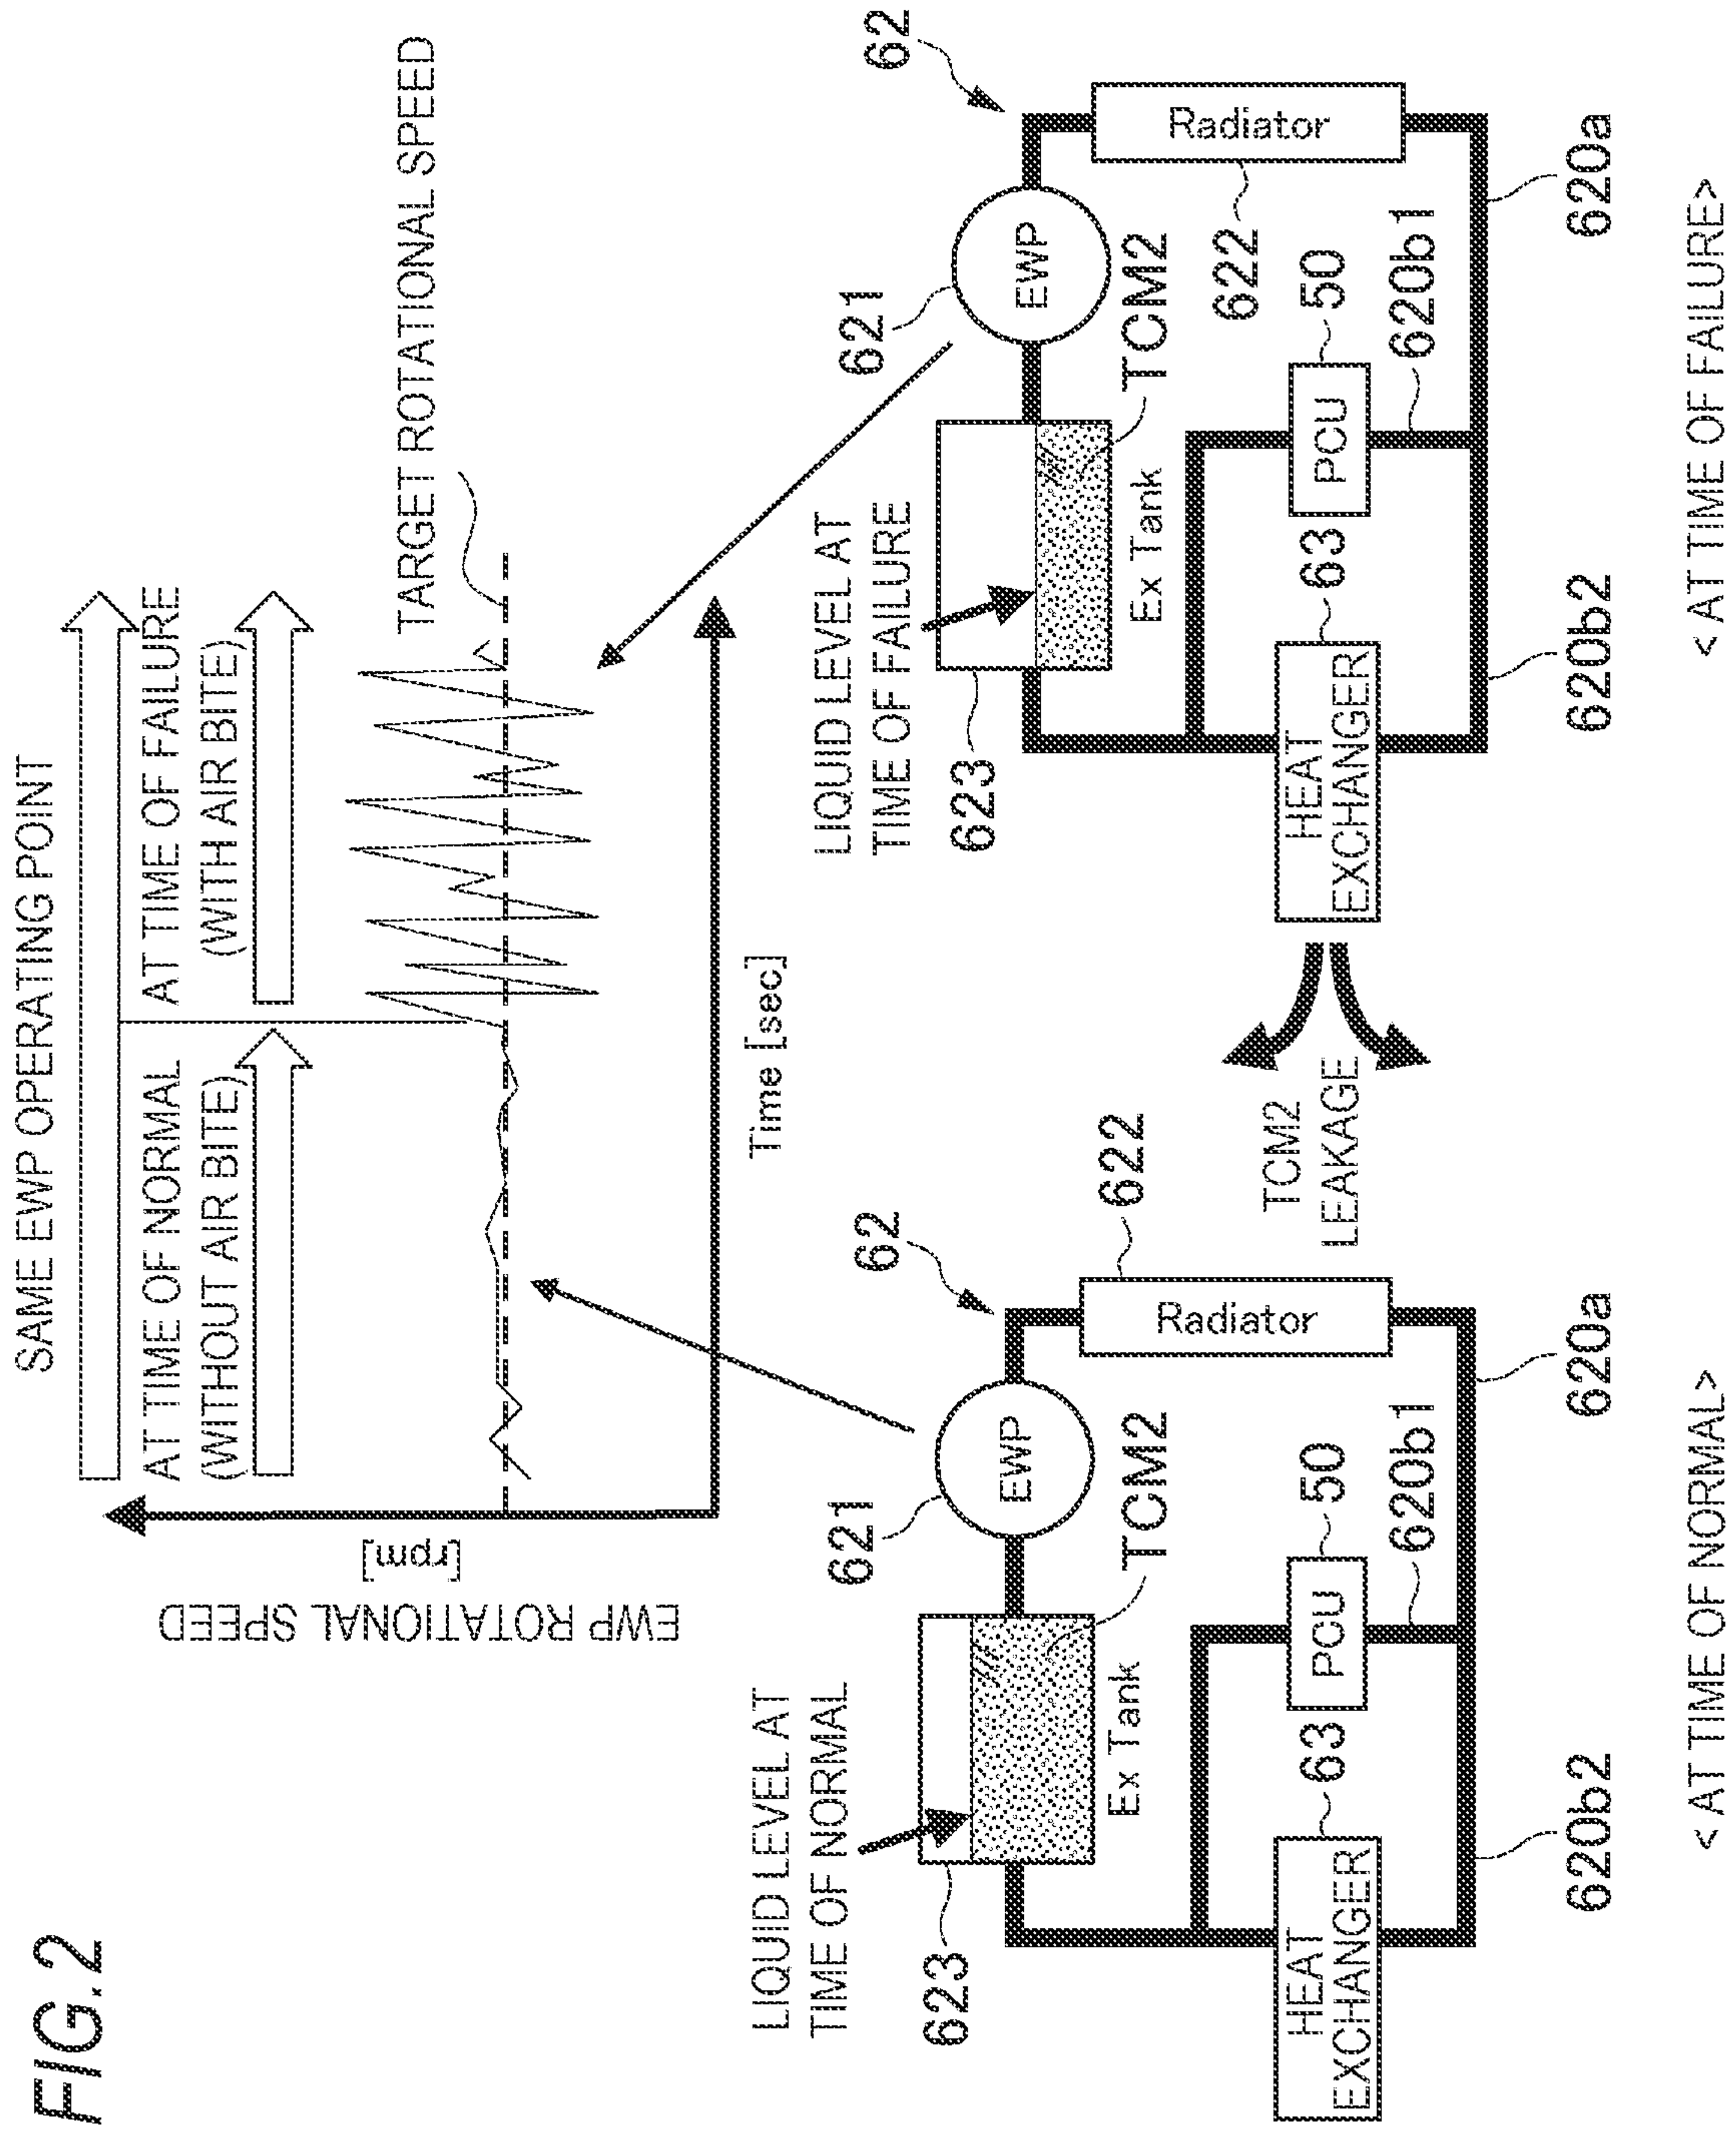 FIG.2
SAME EWP OPERATING POINT
AT TIME OF NORMAL
(WITHOUT AIR BITE)
AT TIME OF FAILURE
(WITH AIR BITE)
EWP ROTATIONAL SPEED
[rpm]
TARGET ROTATIONAL SPEED
Time [sec]
LIQUID LEVEL AT
TIME OF NORMAL
623
621
62
EWP
Ex Tank
TCM2
622
Radiator
HEAT
EXCHANGER
63
PCU
50
620b1
620b2
620a
< AT TIME OF NORMAL>
TCM2
LEAKAGE
LIQUID LEVEL AT
TIME OF FAILURE
623
621
62
EWP
Ex Tank
TCM2
622
Radiator
HEAT
EXCHANGER
63
PCU
50
620b1
620b2
620a
< AT TIME OF FAILURE>